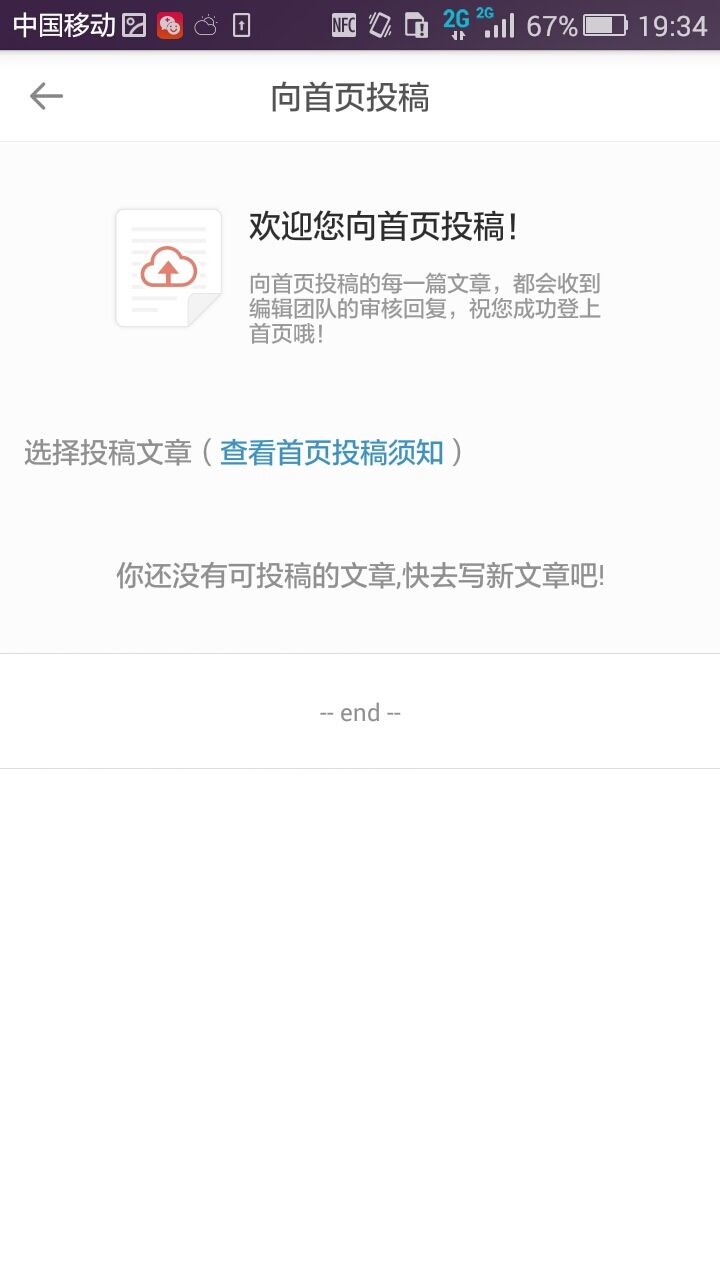 中国移动 NFC 2G 2G 67% 19:34
向首页投稿
欢迎您向首页投稿！
向首页投稿的每一篇文章，都会收到
编辑团队的审核回复，祝您成功登上
首页哦！
选择投稿文章（查看首页投稿须知）
你还没有可投稿的文章,快去写新文章吧!
-- end --